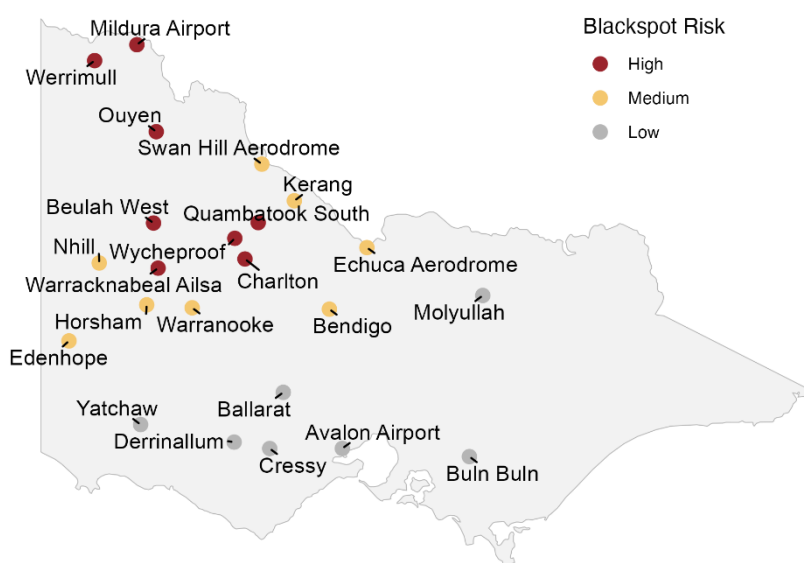 Blackspot Risk
High
Medium
Low
Mildura Airport
Werrimull
Ouyen
Swan Hill Aerodrome
Kerang
Beulah West
Quambatook South
Nhill
Wycheproof
Echuca Aerodrome
Warracknabeal Ailsa
Charlton
Molyullah
Horsham
Warranooke
Bendigo
Edenhope
Yatchaw
Ballarat
Derrinallum
Avalon Airport
Cressy
Buln Buln